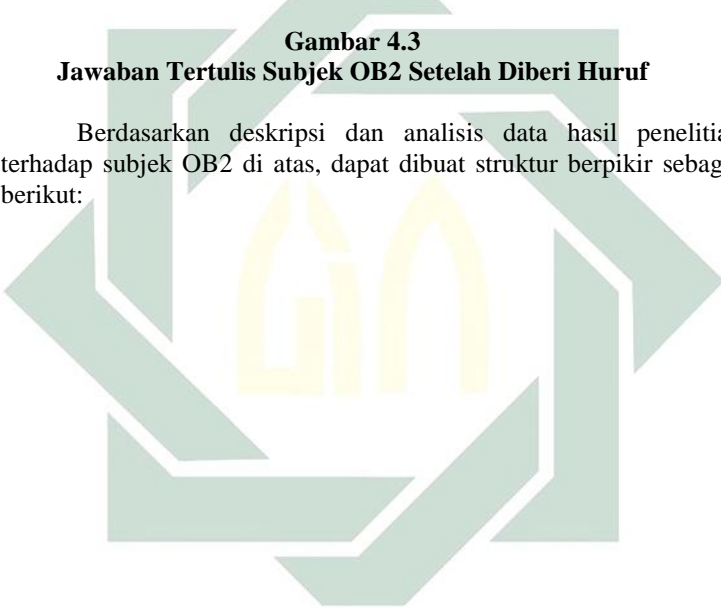 Gambar 4.3
Jawaban Tertulis Subjek OB2 Setelah Diberi Huruf
Berdasarkan deskripsi dan analisis data hasil penelitia
terhadap subjek OB2 di atas, dapat dibuat struktur berpikir sebag
berikut: